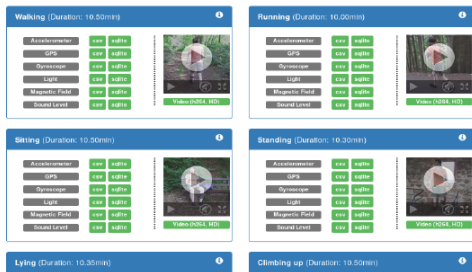 Walking (Duration: 10.50min)
Accelerometer csv sqlite
GPS csv sqlite
Gyroscope csv sqlite
Light csv sqlite
Magnetic Field csv sqlite
Sound Level csv sqlite
Video (h264, HD)
Running (Duration: 10.00min)
Accelerometer csv sqlite
GPS csv sqlite
Gyroscope csv sqlite
Light csv sqlite
Magnetic Field csv sqlite
Sound Level csv sqlite
Video (h264, HD)
Sitting (Duration: 10.50min)
Accelerometer csv sqlite
GPS csv sqlite
Gyroscope csv sqlite
Light csv sqlite
Magnetic Field csv sqlite
Sound Level csv sqlite
Video (h264, HD)
Standing (Duration: 10.30min)
Accelerometer csv sqlite
GPS csv sqlite
Gyroscope csv sqlite
Light csv sqlite
Magnetic Field csv sqlite
Sound Level csv sqlite
Video (h264, HD)
Lying (Duration: 10.35min)
Climbing up (Duration: 10.50min)